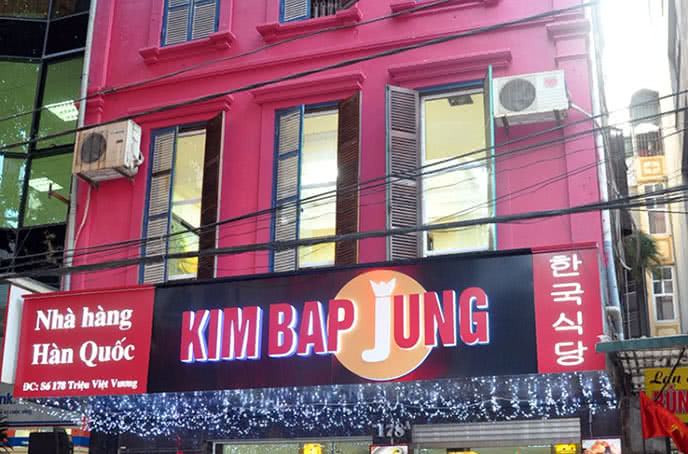 Nhà hàng
Hàn Quốc
ĐC: Số 178 Triệu Việt Vương
KIM BAP JUNG
한국식당
178